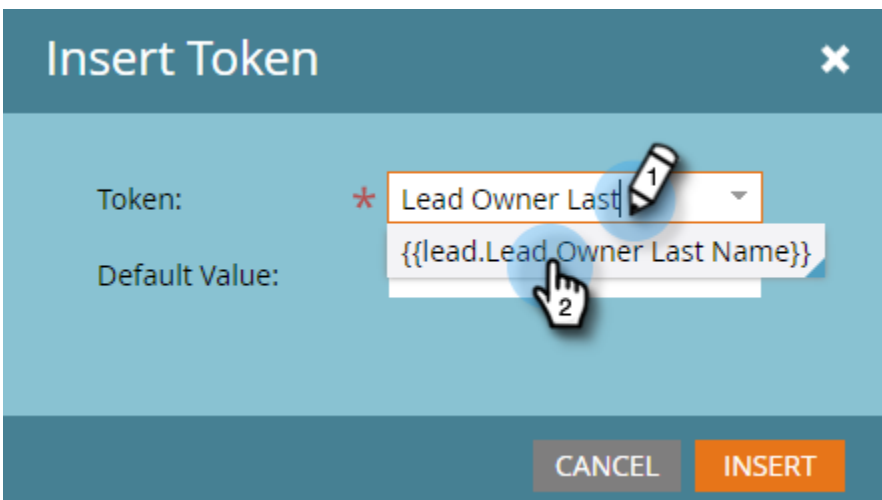 Insert Token
Token: * Lead Owner Last
1
{{lead.Lead Owner Last Name}}
Default Value:
2
CANCEL INSERT